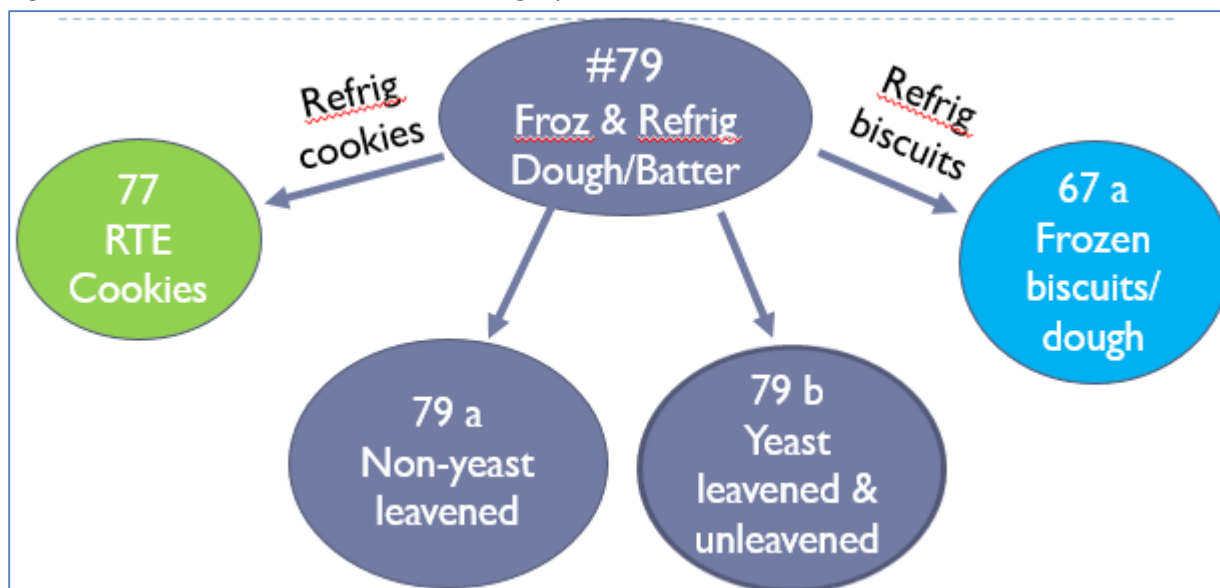 #79
Froz & Refrig
Dough/Batter
Refrig
cookies
Refrig
biscuits
77
RTE
Cookies
67 a
Frozen
biscuits/
dough
79 a
Non-yeast
leavened
79 b
Yeast
leavened &
unleavened